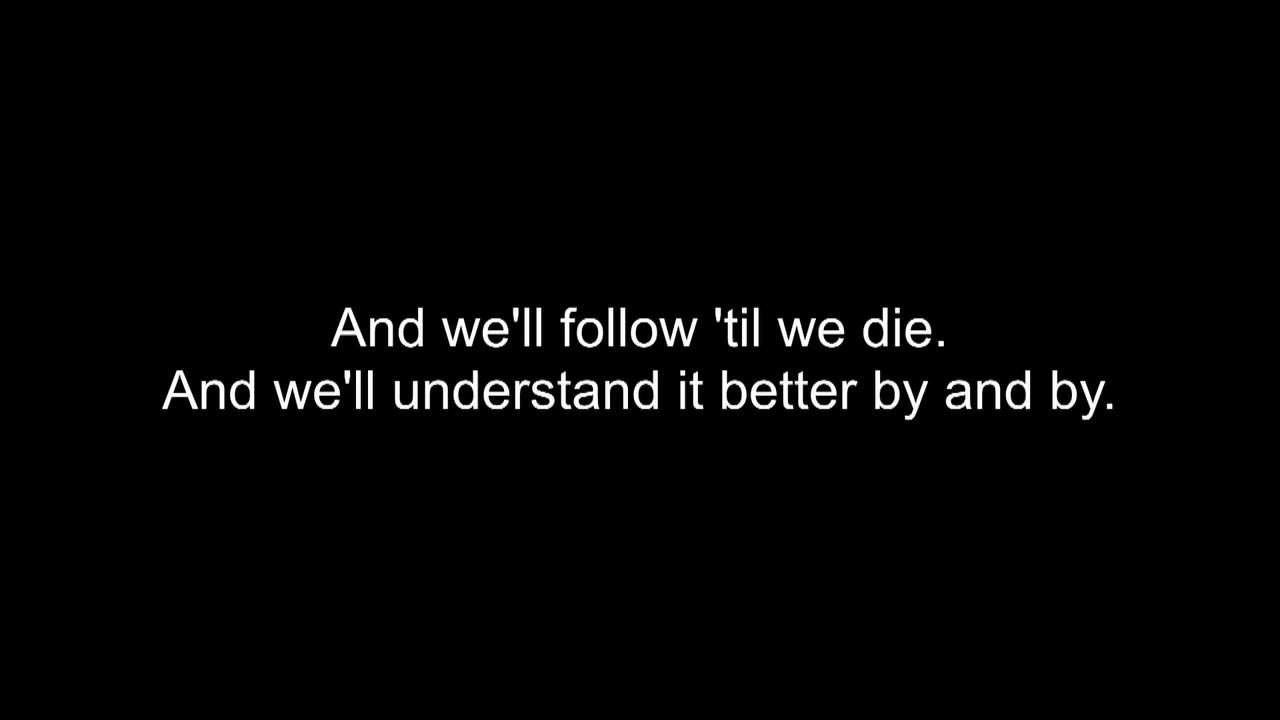 And we'll follow 'til we die.
And we'll understand it better by and by.